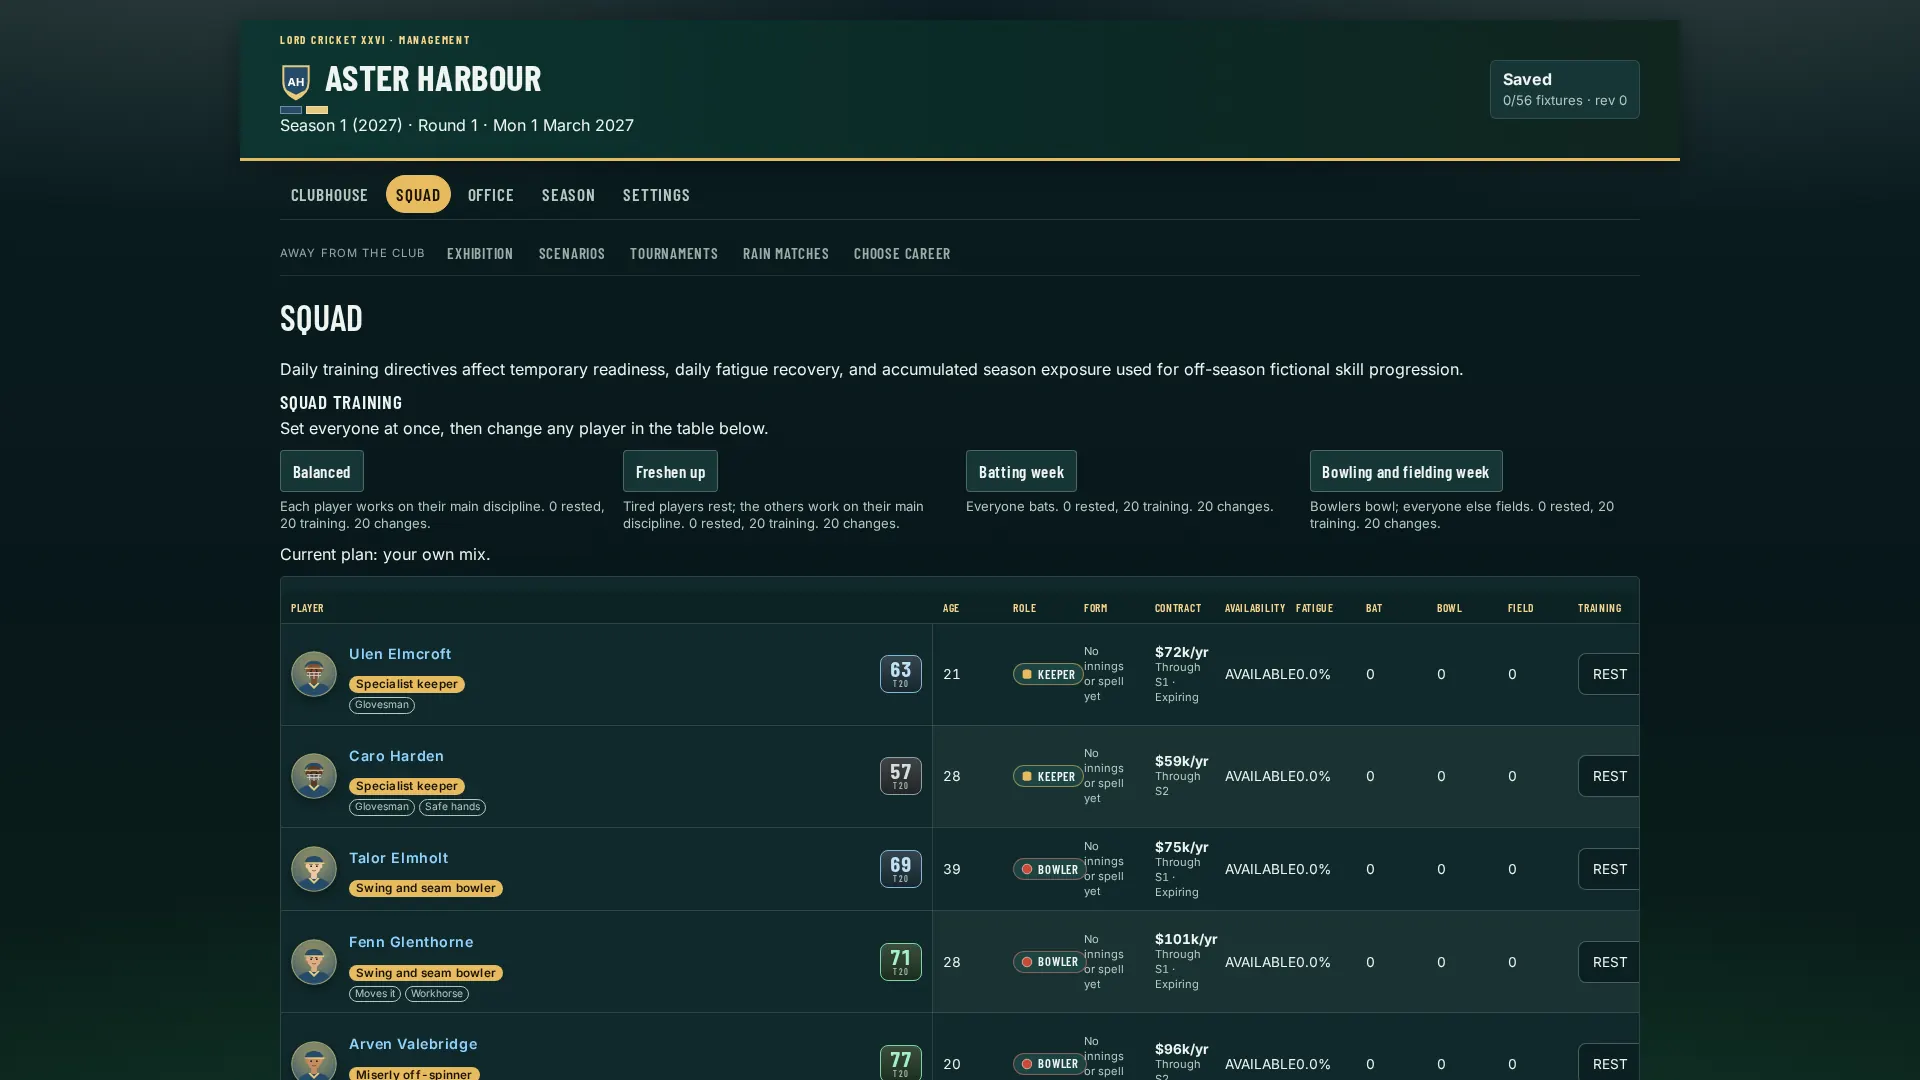 LORD CRICKET XXVI · MANAGEMENT
AH
ASTER HARBOUR
Season 1 (2027) · Round 1 · Mon 1 March 2027
Saved
0/56 fixtures · rev 0
CLUBHOUSE SQUAD OFFICE SEASON SETTINGS
AWAY FROM THE CLUB EXHIBITION SCENARIOS TOURNAMENTS RAIN MATCHES CHOOSE CAREER
SQUAD
Daily training directives affect temporary readiness, daily fatigue recovery, and accumulated season exposure used for off-season fictional skill progression.
SQUAD TRAINING
Set everyone at once, then change any player in the table below.
Balanced
Each player works on their main discipline. 0 rested,
20 training. 20 changes.
Freshen up
Tired players rest; the others work on their main
discipline. 0 rested, 20 training. 20 changes.
Batting week
Everyone bats. 0 rested, 20 training. 20 changes.
Bowling and fielding week
Bowlers bowl; everyone else fields. 0 rested, 20
training. 20 changes.
Current plan: your own mix.
PLAYER AGE ROLE FORM CONTRACT AVAILABILITY FATIGUE BAT BOWL FIELD TRAINING
Ulen Elmcroft
Specialist keeper
Glovesman
63
T20
21
KEEPER
No
innings
or spell
yet
$72k/yr
Through
S1 ·
Expiring
AVAILABLE 0.0% 0 0 0 REST
Caro Harden
Specialist keeper
Glovesman Safe hands
57
T20
28
KEEPER
No
innings
or spell
yet
$59k/yr
Through
S2
AVAILABLE 0.0% 0 0 0 REST
Talor Elmholt
Swing and seam bowler
69
T20
39
BOWLER
No
innings
or spell
yet
$75k/yr
Through
S1 ·
Expiring
AVAILABLE 0.0% 0 0 0 REST
Fenn Glenthorne
Swing and seam bowler
Moves it Workhorse
71
T20
28
BOWLER
No
innings
or spell
yet
$101k/yr
Through
S1 ·
Expiring
AVAILABLE 0.0% 0 0 0 REST
Arven Valebridge
Miserly off-spinner
77
T20
20
BOWLER
No
innings
or spell
$96k/yr
Through
S2
AVAILABLE 0.0% 0 0 0 REST